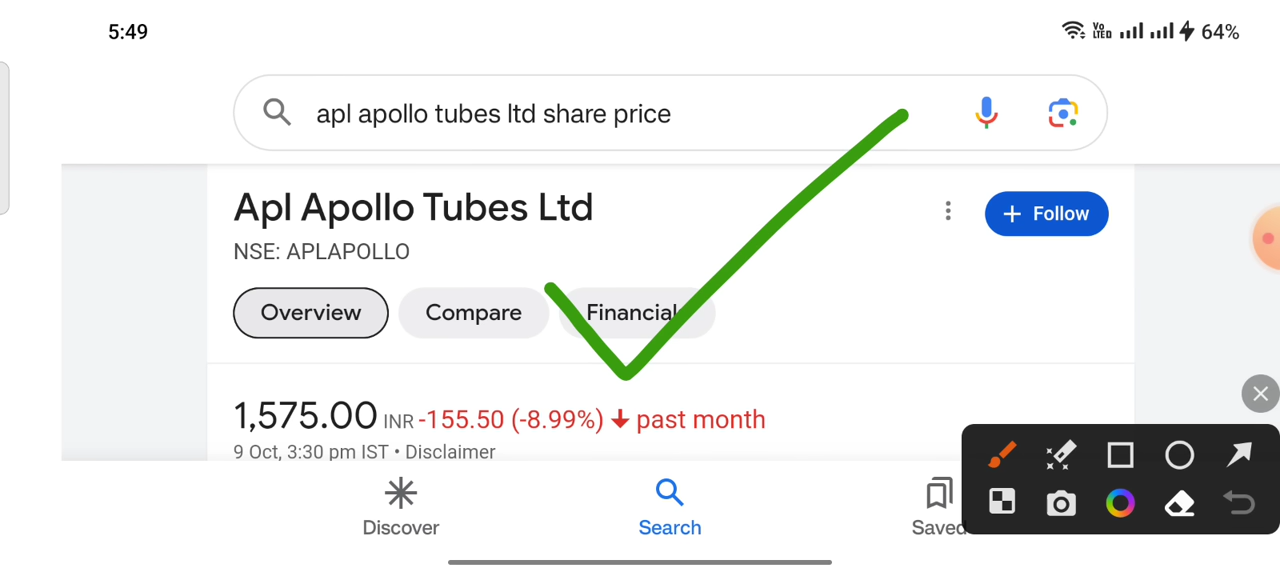 5:49
Vo LTED 64%
apl apollo tubes ltd share price
Apl Apollo Tubes Ltd
+ Follow
NSE: APLAPOLLO
Overview Compare Financial
1,575.00 INR -155.50 (-8.99%) ↓ past month
9 Oct, 3:30 pm IST • Disclaimer
Discover Search Saved